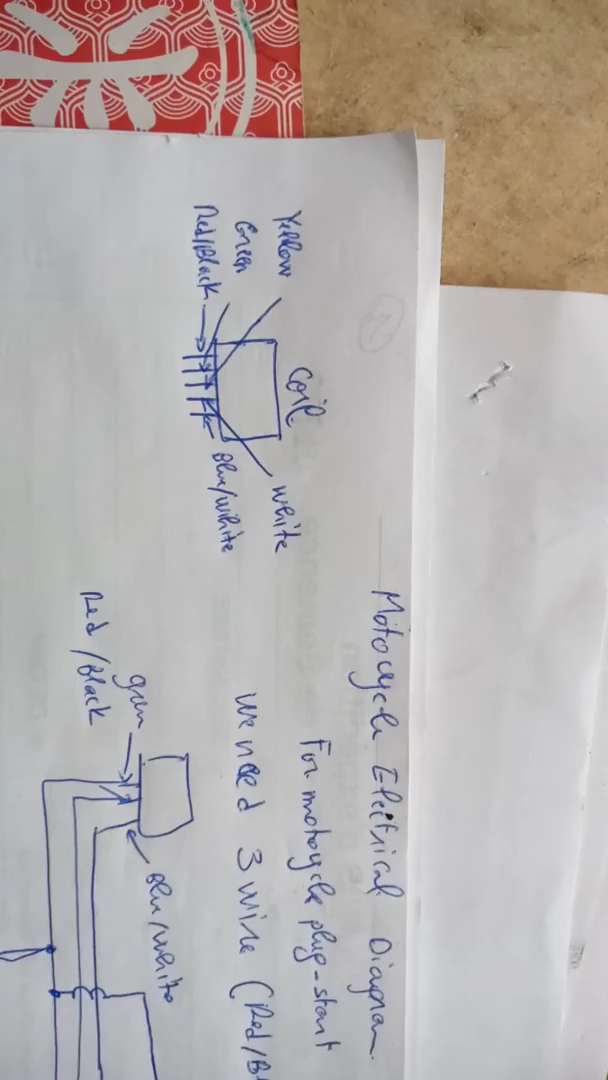 Motocycle Electrical Diagram.
For motocycle plug-start
We need 3 wire (Red/Bl
Coil
Yellow
Green
Red/Black
White
Blue/White
Red/Black
green
Blue/White